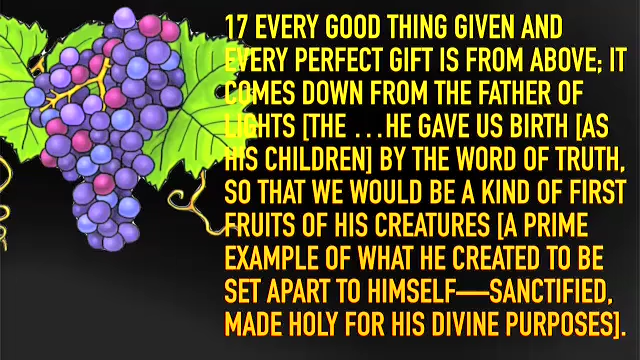 17 EVERY GOOD THING GIVEN AND
EVERY PERFECT GIFT IS FROM ABOVE; IT
COMES DOWN FROM THE FATHER OF
LIGHTS [THE …HE GAVE US BIRTH [AS
HIS CHILDREN] BY THE WORD OF TRUTH,
SO THAT WE WOULD BE A KIND OF FIRST
FRUITS OF HIS CREATURES [A PRIME
EXAMPLE OF WHAT HE CREATED TO BE
SET APART TO HIMSELF—SANCTIFIED,
MADE HOLY FOR HIS DIVINE PURPOSES].